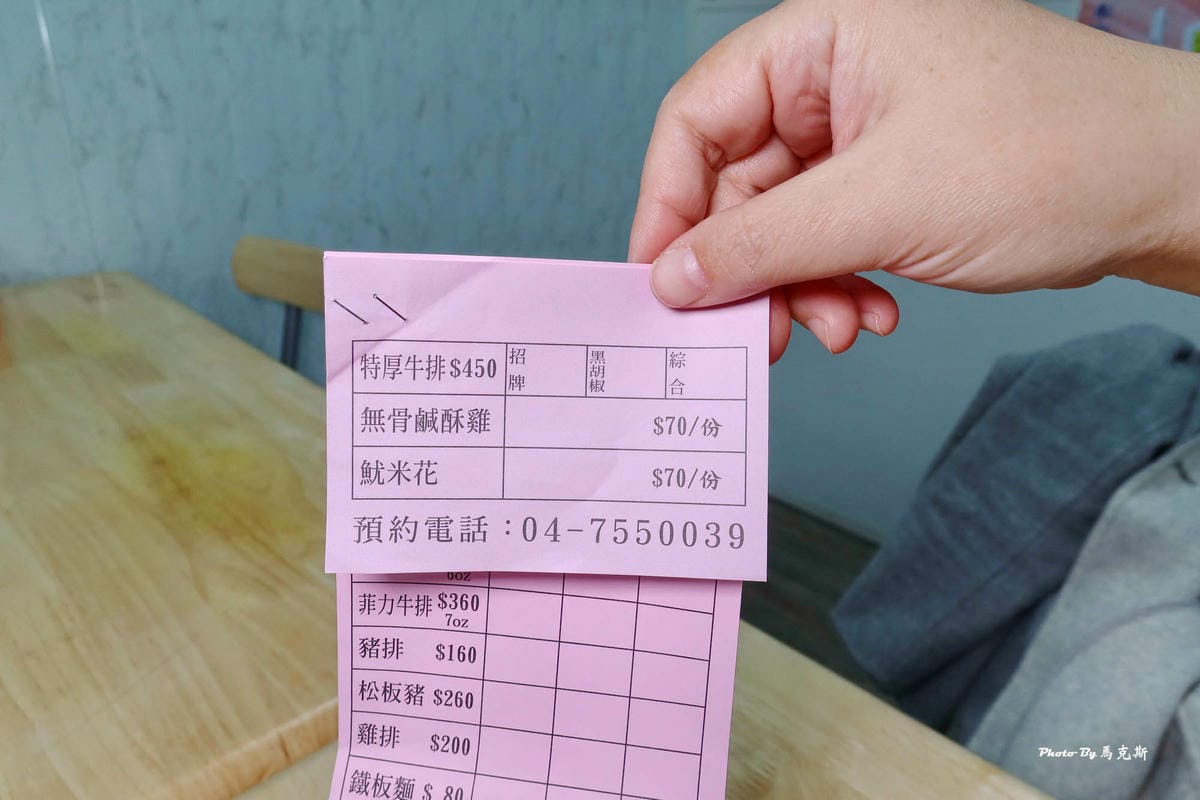 特厚牛排$450 招牌 黑胡椒 綜合
無骨鹹酥雞 $70/份
魷米花 $70/份
預約電話：04-7550039
6oz
菲力牛排 $360
7oz
豬排 $160
松板豬 $260
雞排 $200
鐵板麵 $ 80
Photo By 馬克斯